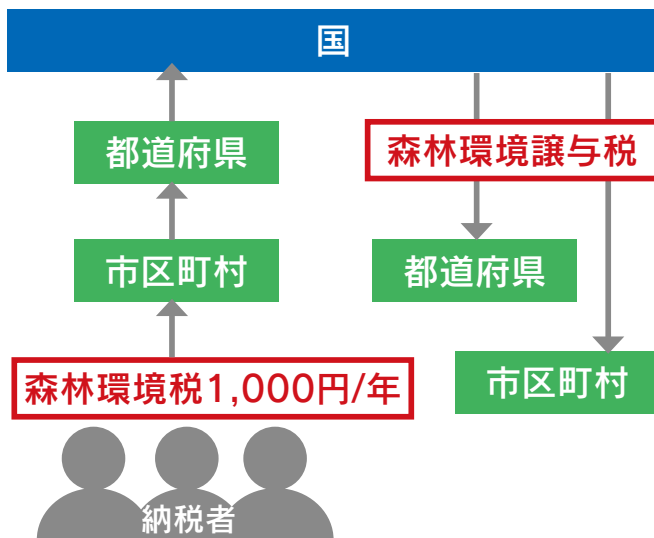 国
都道府県
森林環境譲与税
市区町村
都道府県
森林環境税1,000円/年
市区町村
納税者